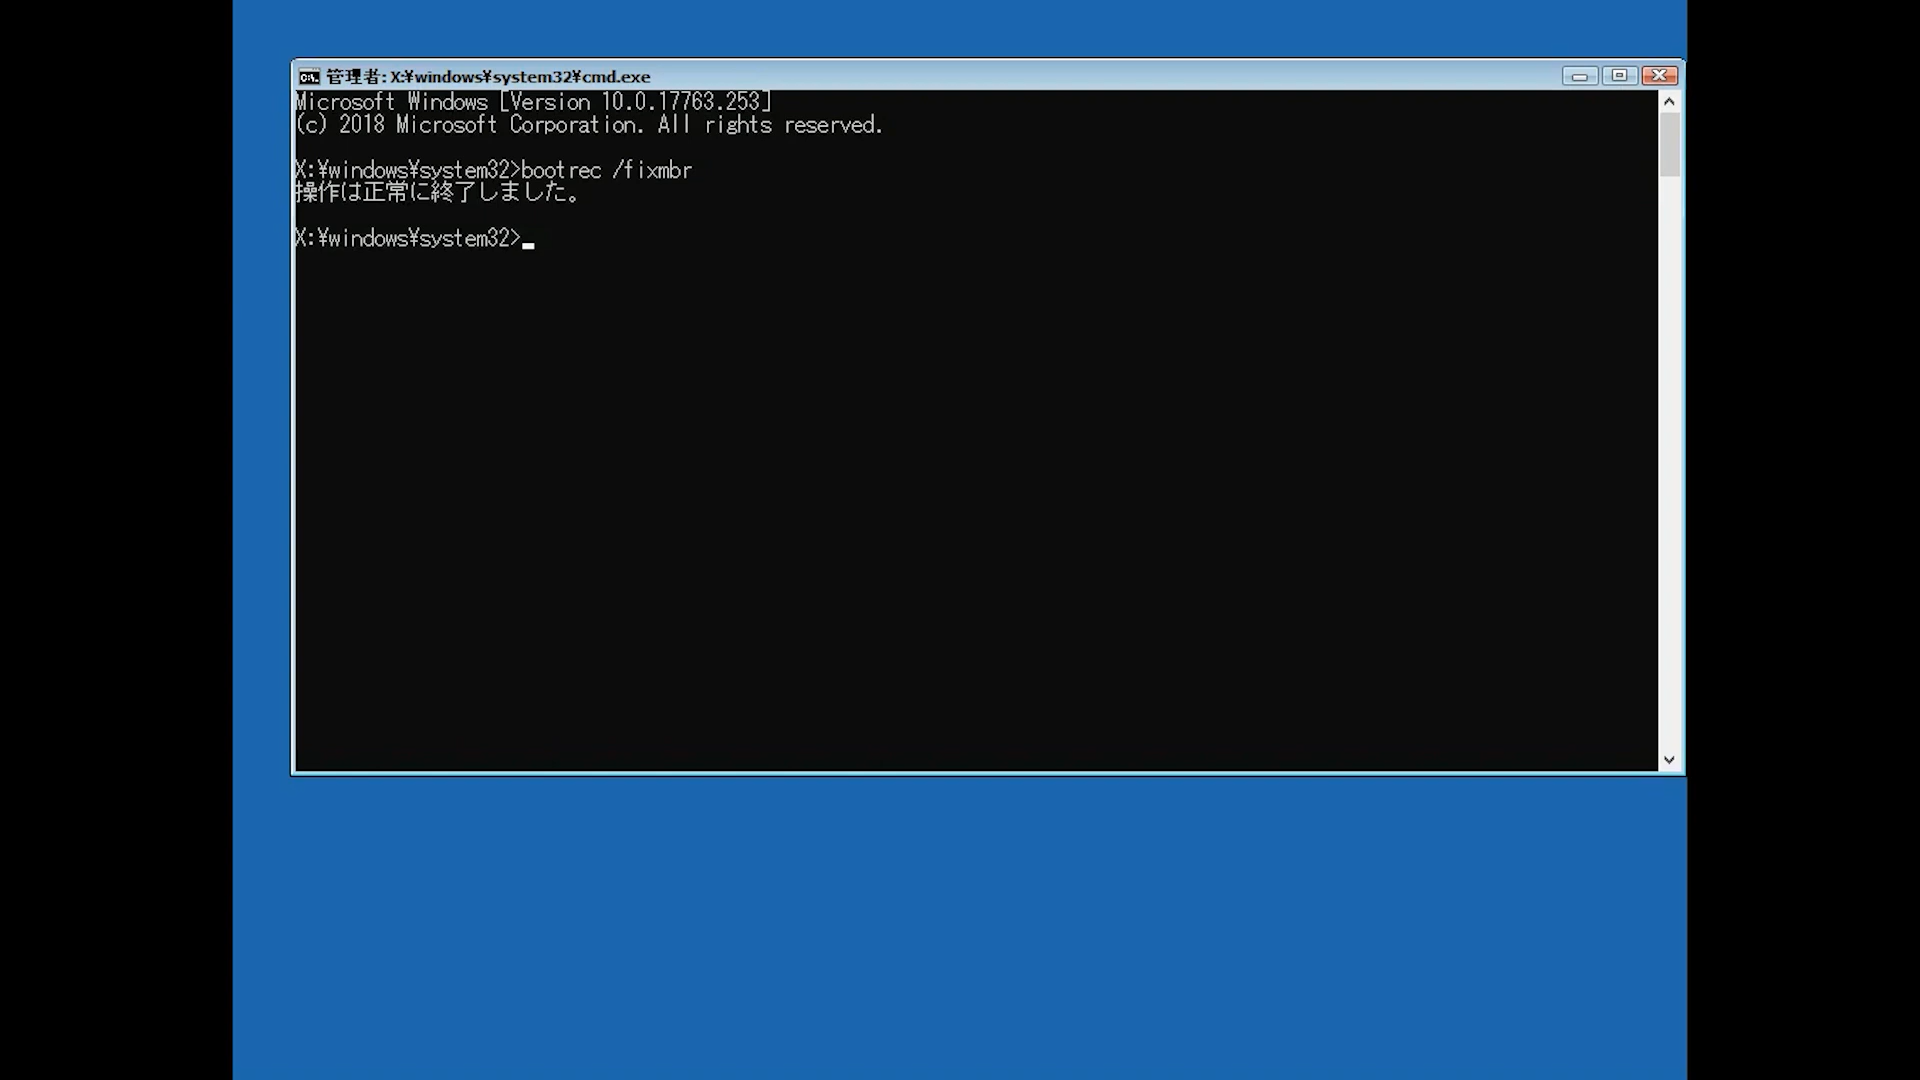 管理者: X:¥windows¥system32¥cmd.exe
Microsoft Windows [Version 10.0.17763.253]
(c) 2018 Microsoft Corporation. All rights reserved.
X:¥windows¥system32>bootrec /fixmbr
操作は正常に終了しました。
X:¥windows¥system32>